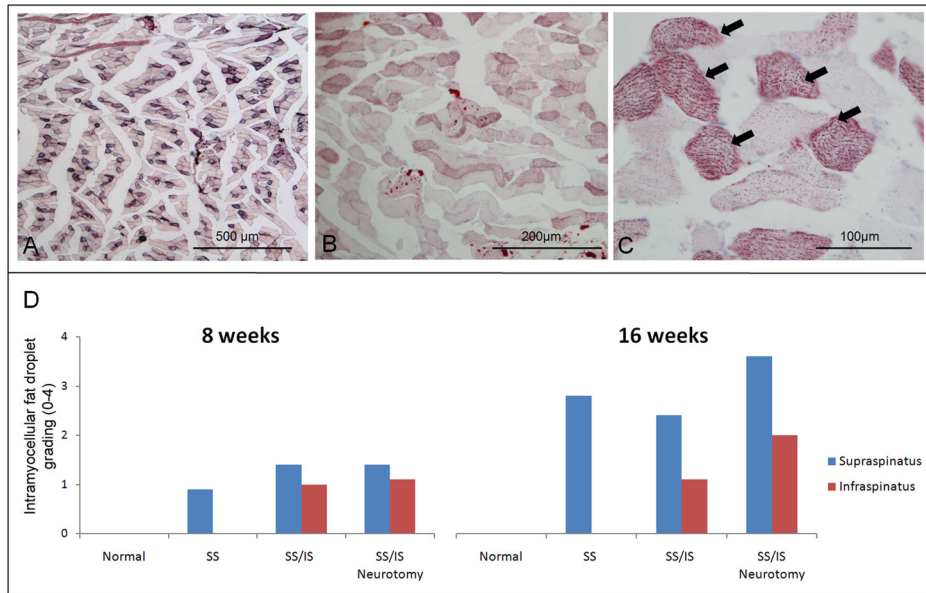 A
500 µm
B
200µm
C
100µm
D
8 weeks
16 weeks
Intramyocellular fat droplet
grading (0-4)
4
3
2
1
0
Normal
SS
SS/IS
SS/IS
Neurotomy
Normal
SS
SS/IS
SS/IS
Neurotomy
Supraspinatus
Infraspinatus